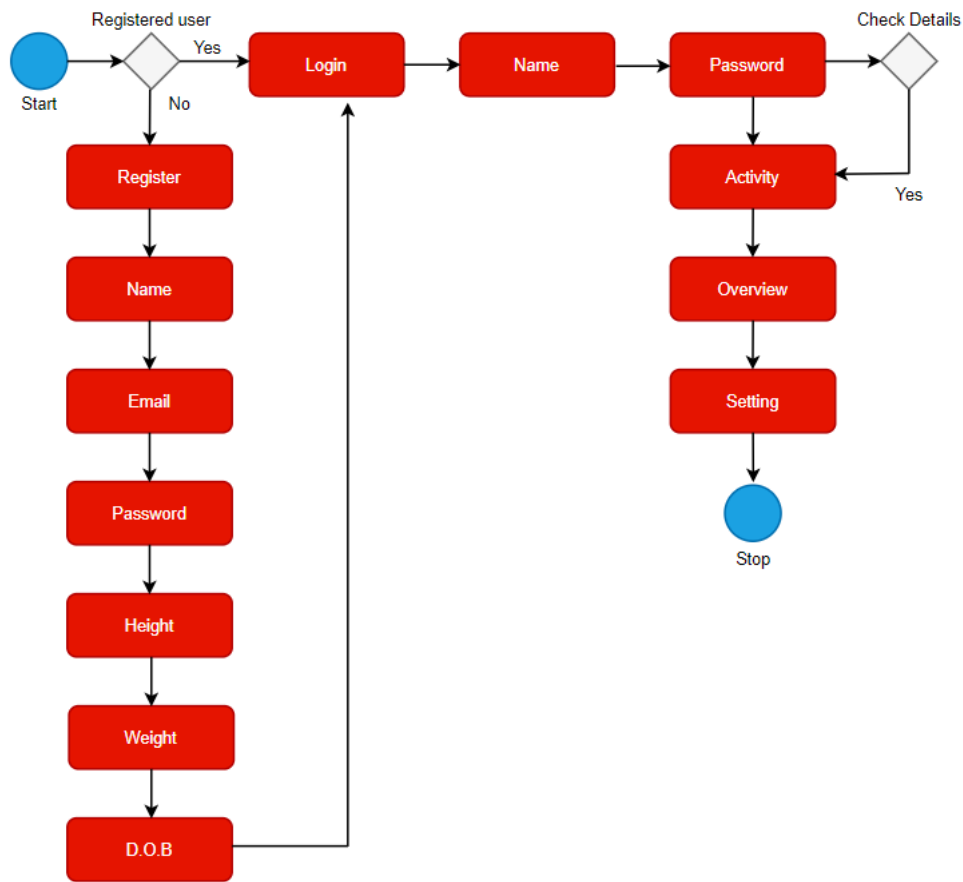 Registered user
Check Details
Yes
Login
Name
Password
Start
No
Register
Activity
Yes
Name
Overview
Email
Setting
Password
Stop
Height
Weight
D.O.B